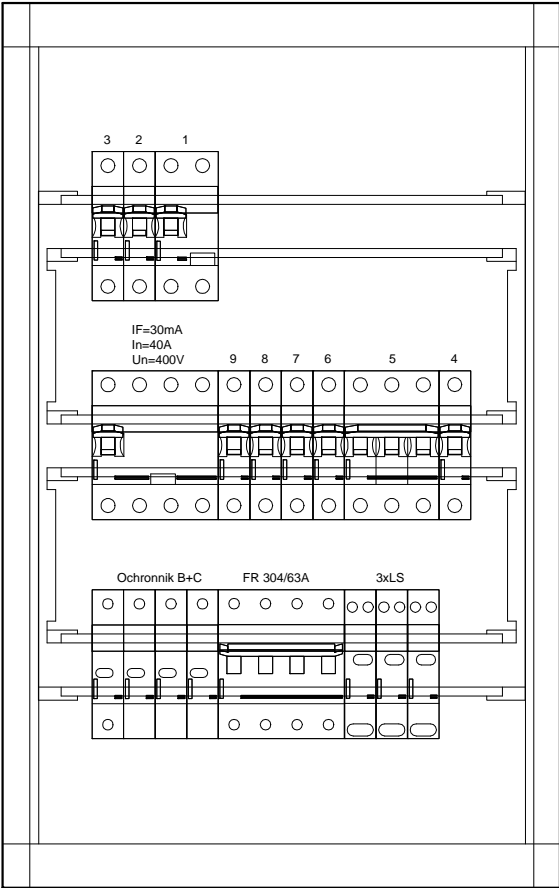 3 2 1
IF=30mA
In=40A
Un=400V
9 8 7 6 5 4
Ochronnik B+C FR 304/63A 3xLS